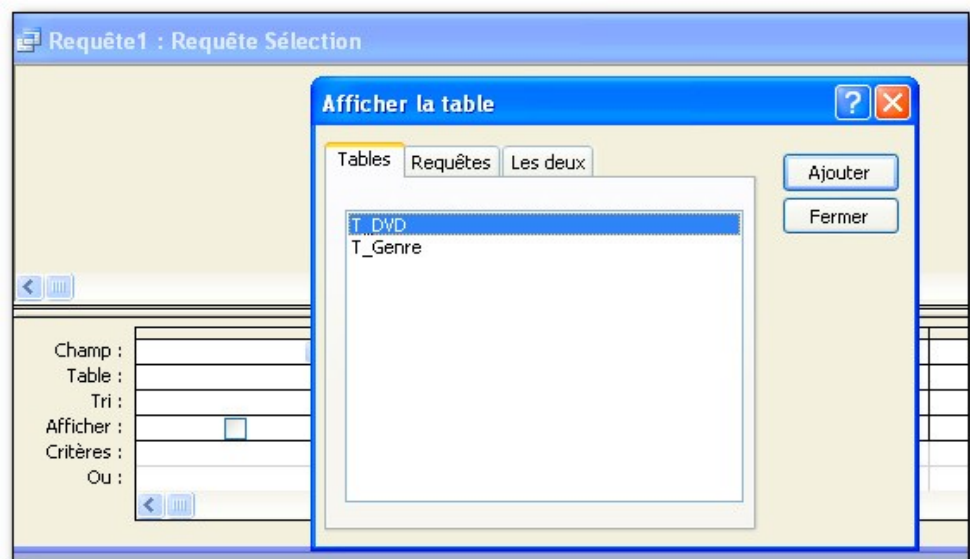 Requête1 : Requête Sélection
Afficher la table
Tables Requêtes Les deux
Ajouter
Fermer
T_DVD
T_Genre
Champ :
Table :
Tri :
Afficher :
Critères :
Ou :